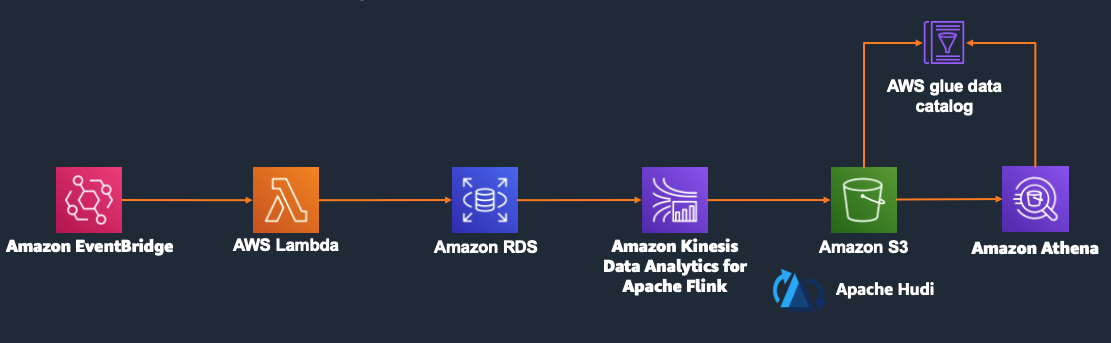 AWS glue data
catalog
Amazon EventBridge
AWS Lambda
Amazon RDS
Amazon Kinesis
Data Analytics for
Apache Flink
Amazon S3
Amazon Athena
Apache Hudi